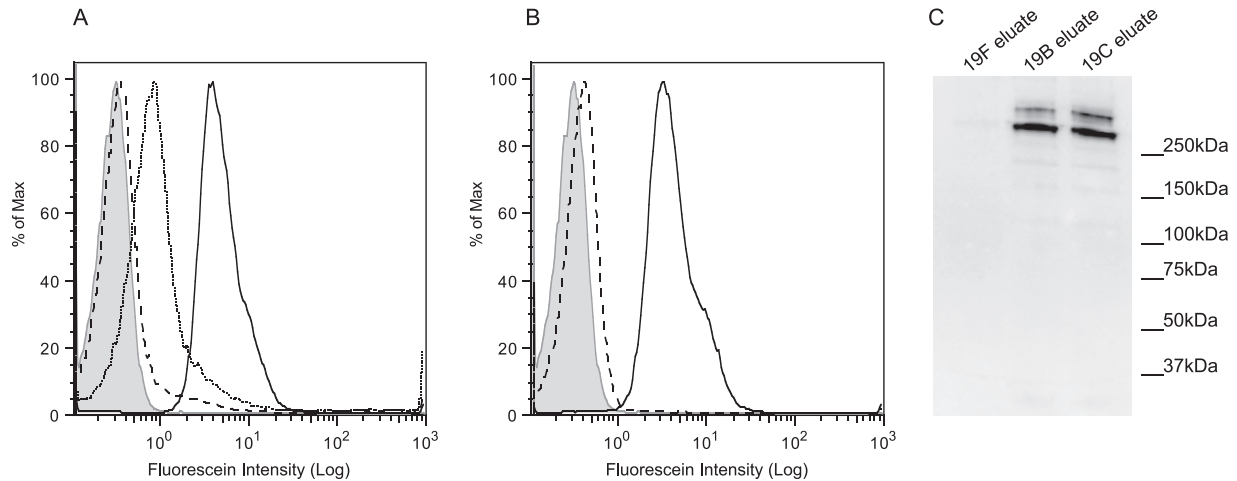 A
% of Max
100
80
60
40
20
0
10^0
10^1
10^2
10^3
Fluorescein Intensity (Log)
B
% of Max
100
80
60
40
20
0
10^0
10^1
10^2
10^3
Fluorescein Intensity (Log)
C
19F eluate
19B eluate
19C eluate
250kDa
150kDa
100kDa
75kDa
50kDa
37kDa